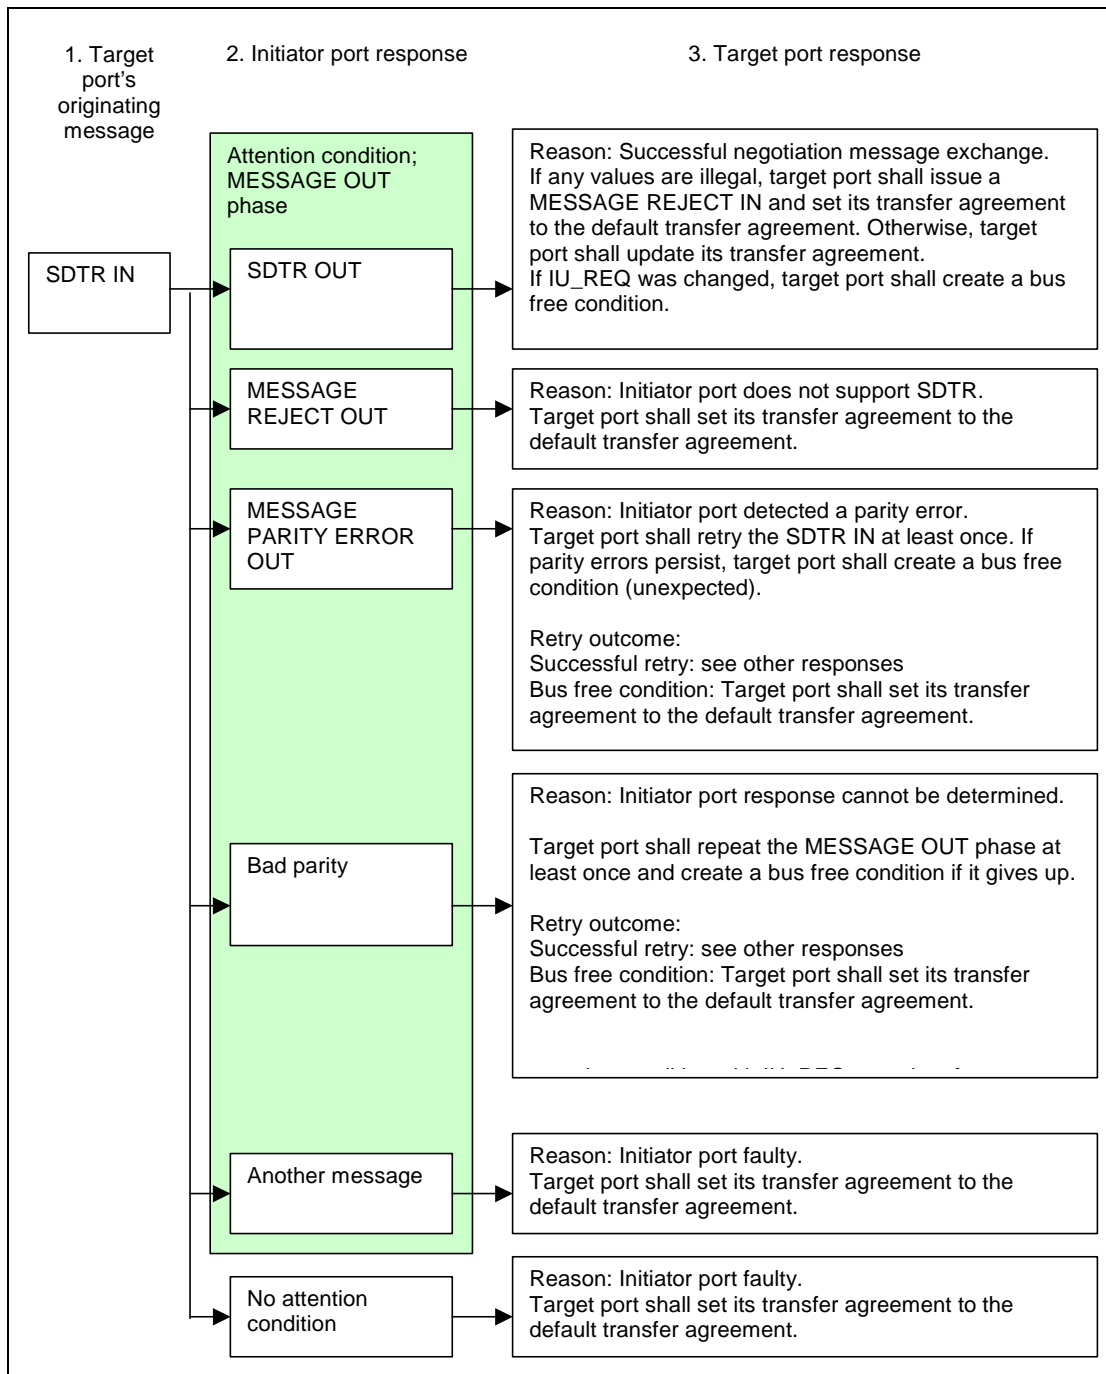 1. Target
port's
originating
message
2. Initiator port response
3. Target port response
Attention condition;
MESSAGE OUT
phase
SDTR IN
SDTR OUT
Reason: Successful negotiation message exchange.
If any values are illegal, target port shall issue a
MESSAGE REJECT IN and set its transfer agreement
to the default transfer agreement. Otherwise, target
port shall update its transfer agreement.
If IU_REQ was changed, target port shall create a bus
free condition.
MESSAGE
REJECT OUT
Reason: Initiator port does not support SDTR.
Target port shall set its transfer agreement to the
default transfer agreement.
MESSAGE
PARITY ERROR
OUT
Reason: Initiator port detected a parity error.
Target port shall retry the SDTR IN at least once. If
parity errors persist, target port shall create a bus free
condition (unexpected).
Retry outcome:
Successful retry: see other responses
Bus free condition: Target port shall set its transfer
agreement to the default transfer agreement.
Bad parity
Reason: Initiator port response cannot be determined.
Target port shall repeat the MESSAGE OUT phase at
least once and create a bus free condition if it gives up.
Retry outcome:
Successful retry: see other responses
Bus free condition: Target port shall set its transfer
agreement to the default transfer agreement.
Another message
Reason: Initiator port faulty.
Target port shall set its transfer agreement to the
default transfer agreement.
No attention
condition
Reason: Initiator port faulty.
Target port shall set its transfer agreement to the
default transfer agreement.